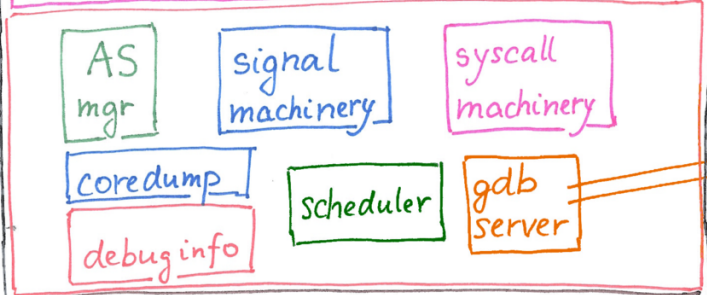 AS
mgr
signal
machinery
syscall
machinery
coredump
scheduler
gdb
server
debuginfo